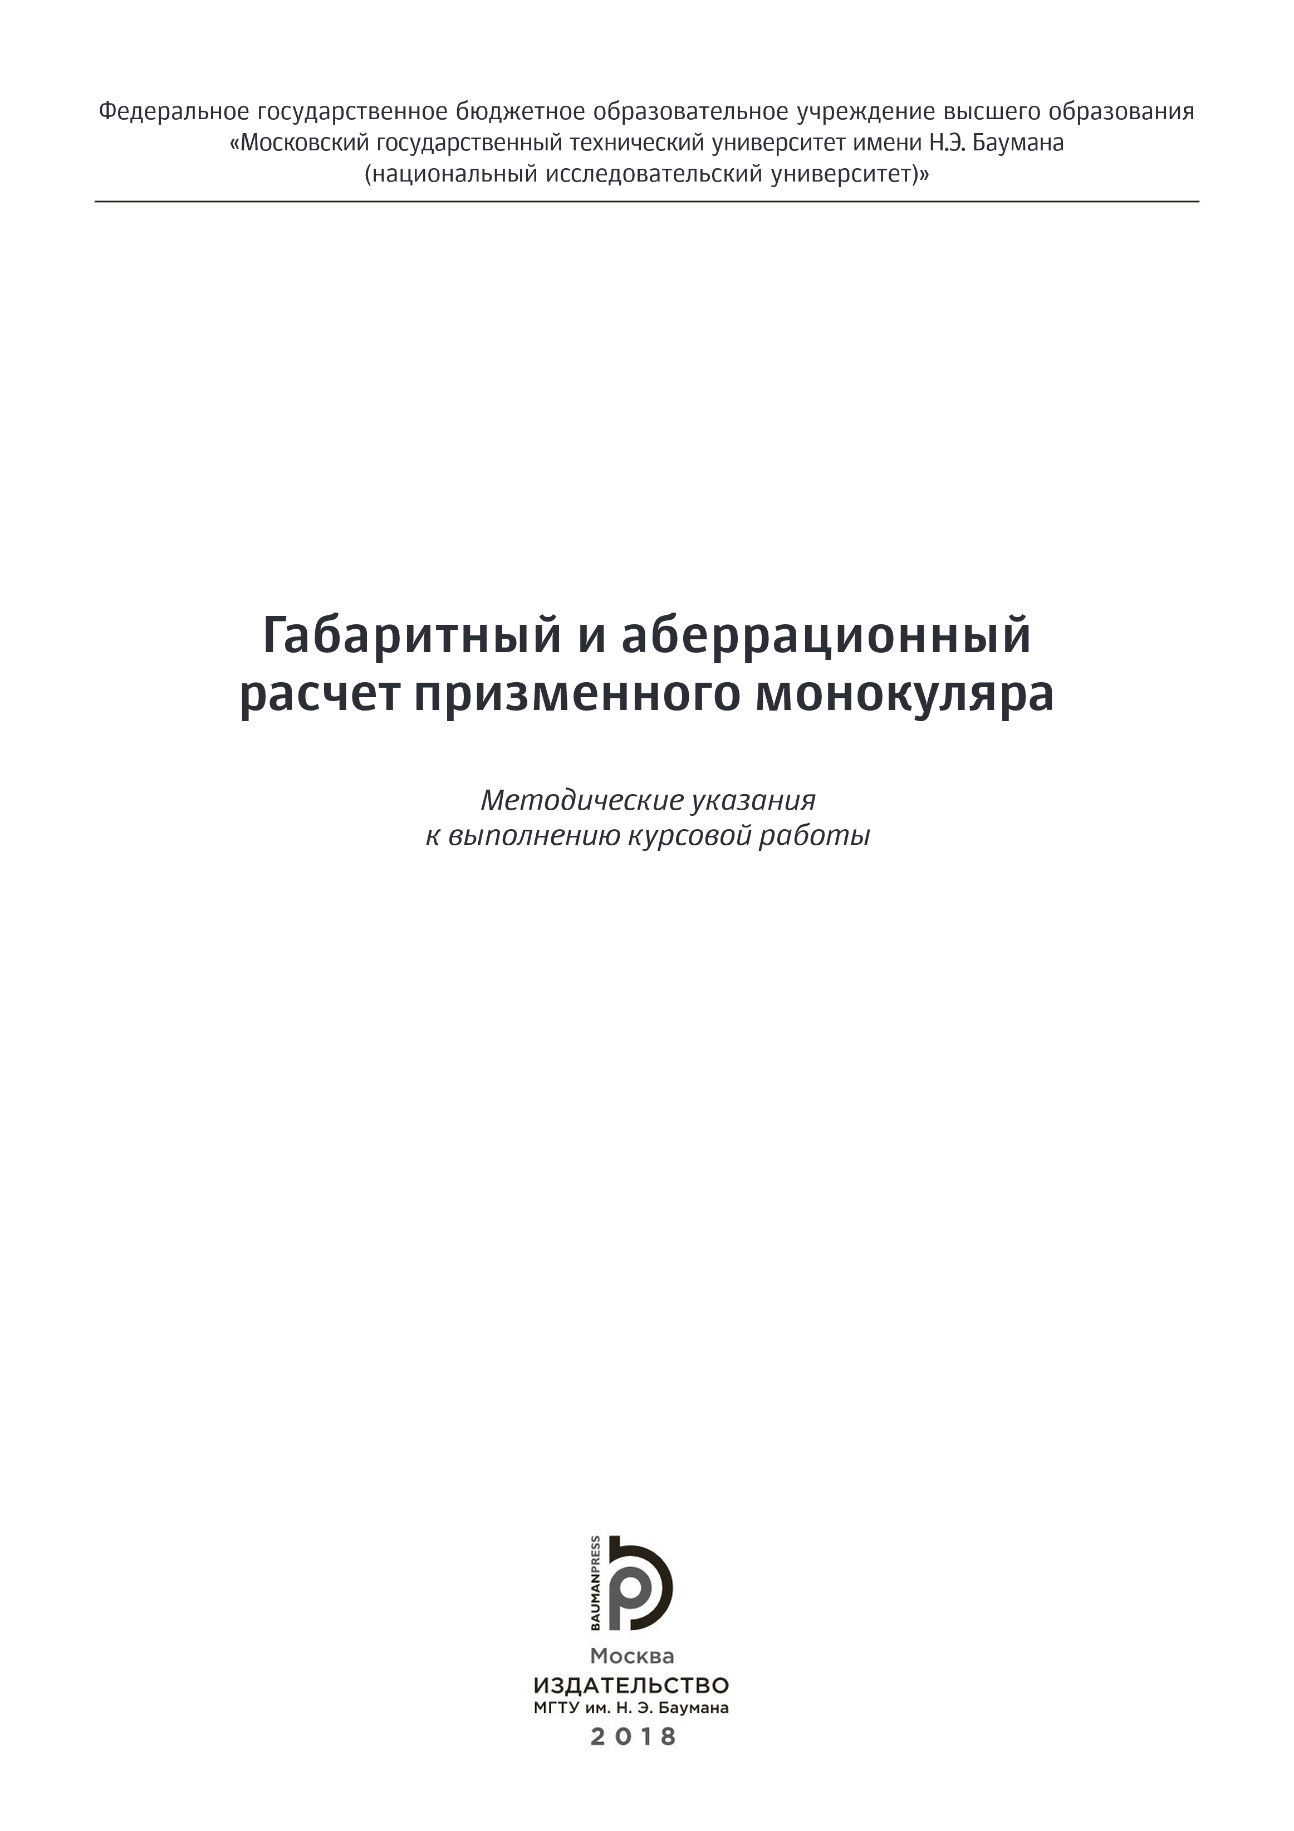 Федеральное государственное бюджетное образовательное учреждение высшего образования
«Московский государственный технический университет имени Н.Э. Баумана
(национальный исследовательский университет)»
Габаритный и аберрационный
расчет призменного монокуляра
Методические указания
к выполнению курсовой работы
BAUMANPRESS
Москва
ИЗДАТЕЛЬСТВО
МГТУ им. Н. Э. Баумана
2018